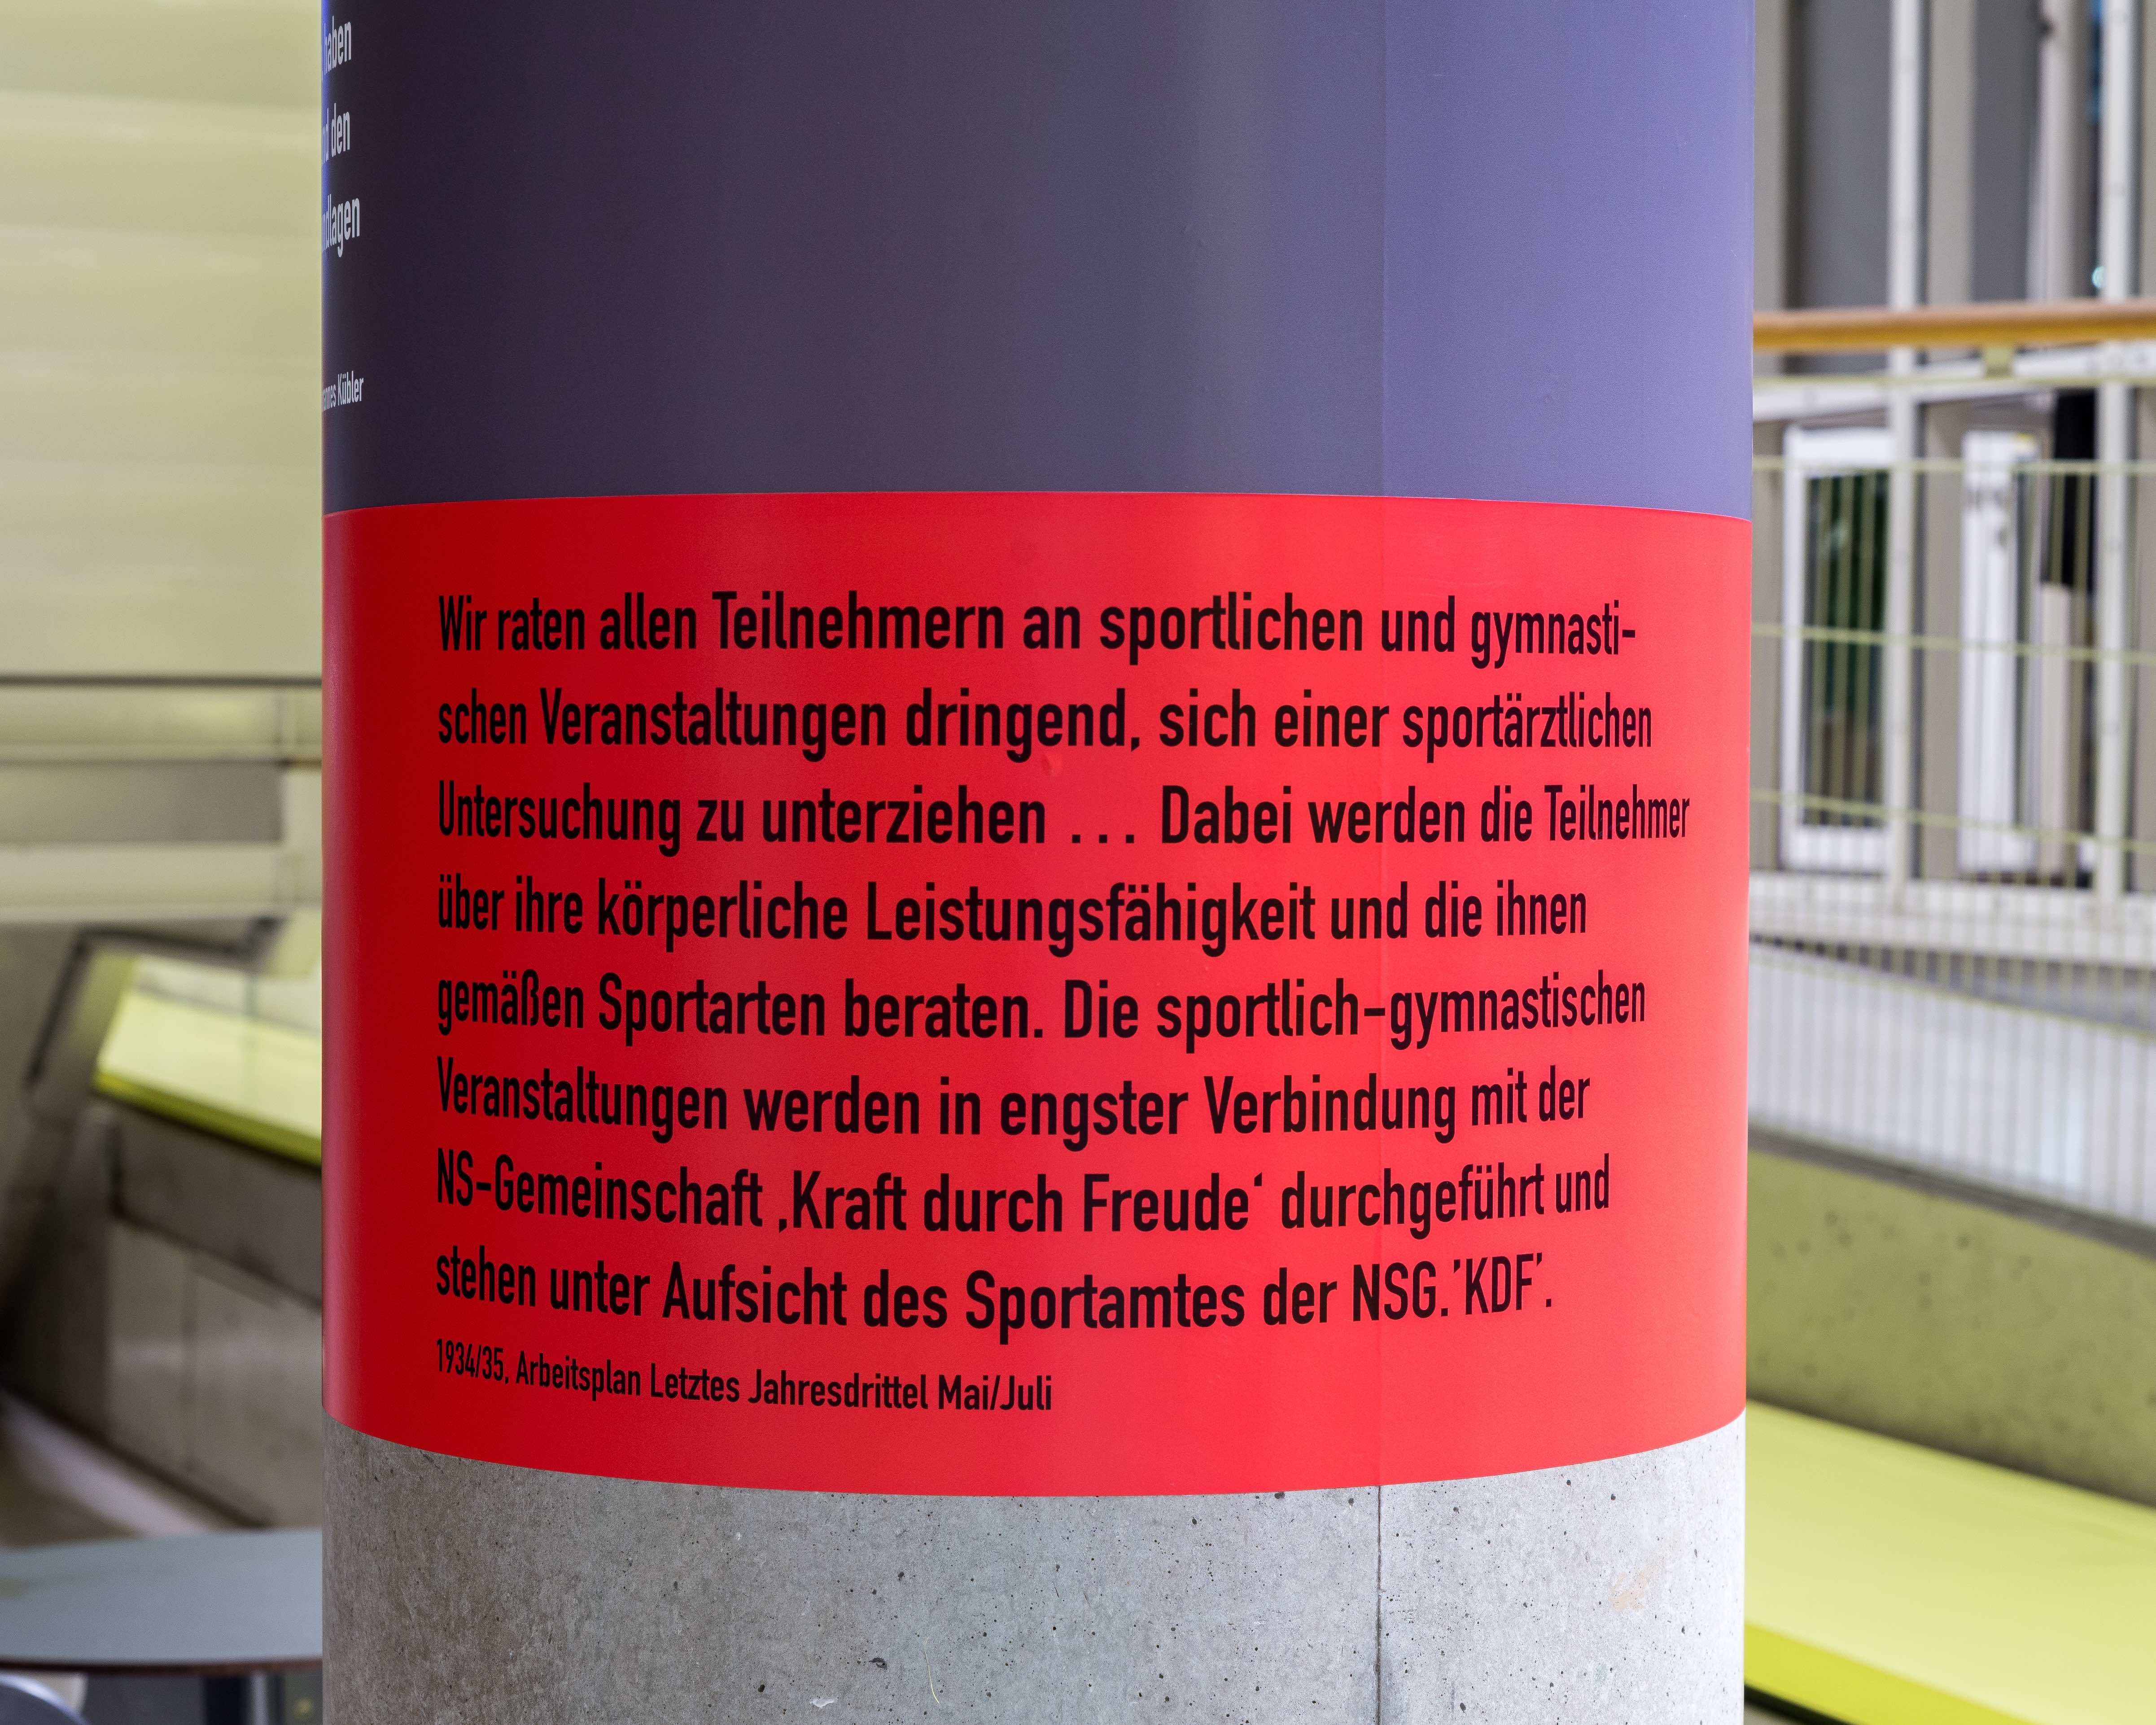 haben
den
Kübler
Wir raten allen Teilnehmern an sportlichen und gymnasti-
schen Veranstaltungen dringend, sich einer sportärztlichen
Untersuchung zu unterziehen ... Dabei werden die Teilnehmer
über ihre körperliche Leistungsfähigkeit und die ihnen
gemäßen Sportarten beraten. Die sportlich-gymnastischen
Veranstaltungen werden in engster Verbindung mit der
NS-Gemeinschaft ‚Kraft durch Freude‘ durchgeführt und
stehen unter Aufsicht des Sportamtes der NSG.'KDF'.
1934/35, Arbeitsplan Letztes Jahresdrittel Mai/Juli